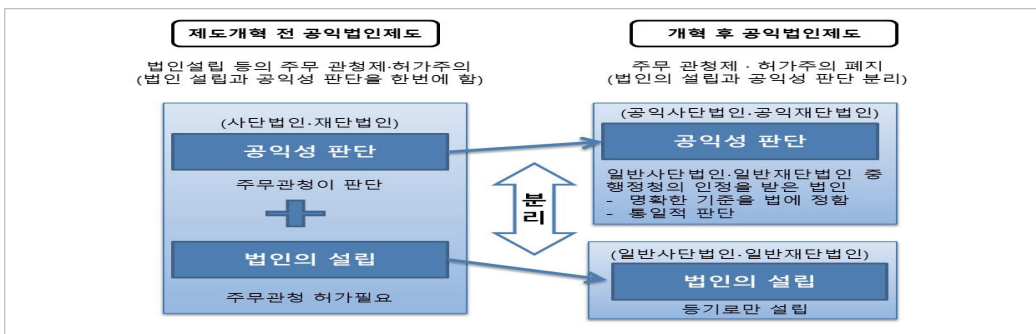 제도개혁 전 공익법인제도
법인설립 등의 주무 관청제·허가주의
(법인 설립과 공익성 판단을 한번에 함)
(사단법인·재단법인)
공익성 판단
주무관청이 판단
법인의 설립
주무관청 허가필요
분리
개혁 후 공익법인제도
주무 관청제 · 허가주의 폐지
(법인의 설립과 공익성 판단 분리)
(공익사단법인·공익재단법인)
공익성 판단
일반사단법인·일반재단법인 중
행정청의 인정을 받은 법인
- 명확한 기준을 법에 정함
- 통일적 판단
(일반사단법인·일반재단법인)
법인의 설립
등기로만 설립